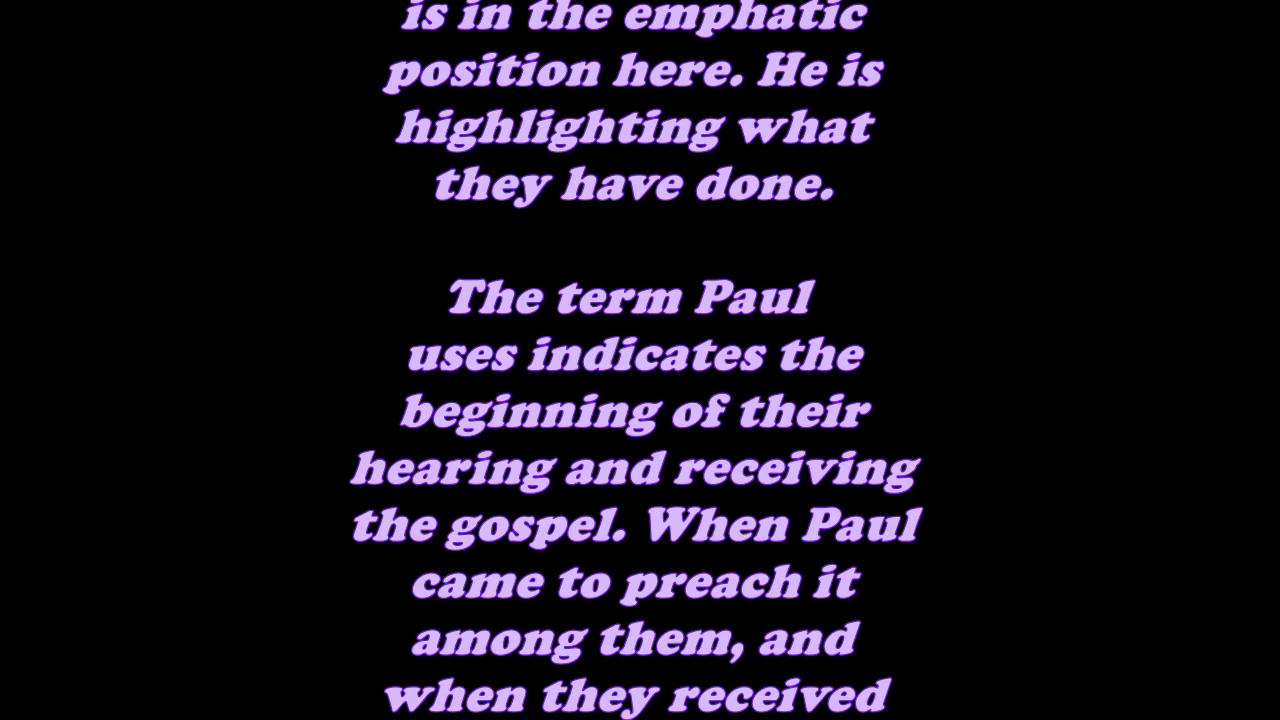 is in the emphatic
position here. He is
highlighting what
they have done.
The term Paul
uses indicates the
beginning of their
hearing and receiving
the gospel. When Paul
came to preach it
among them, and
when they received